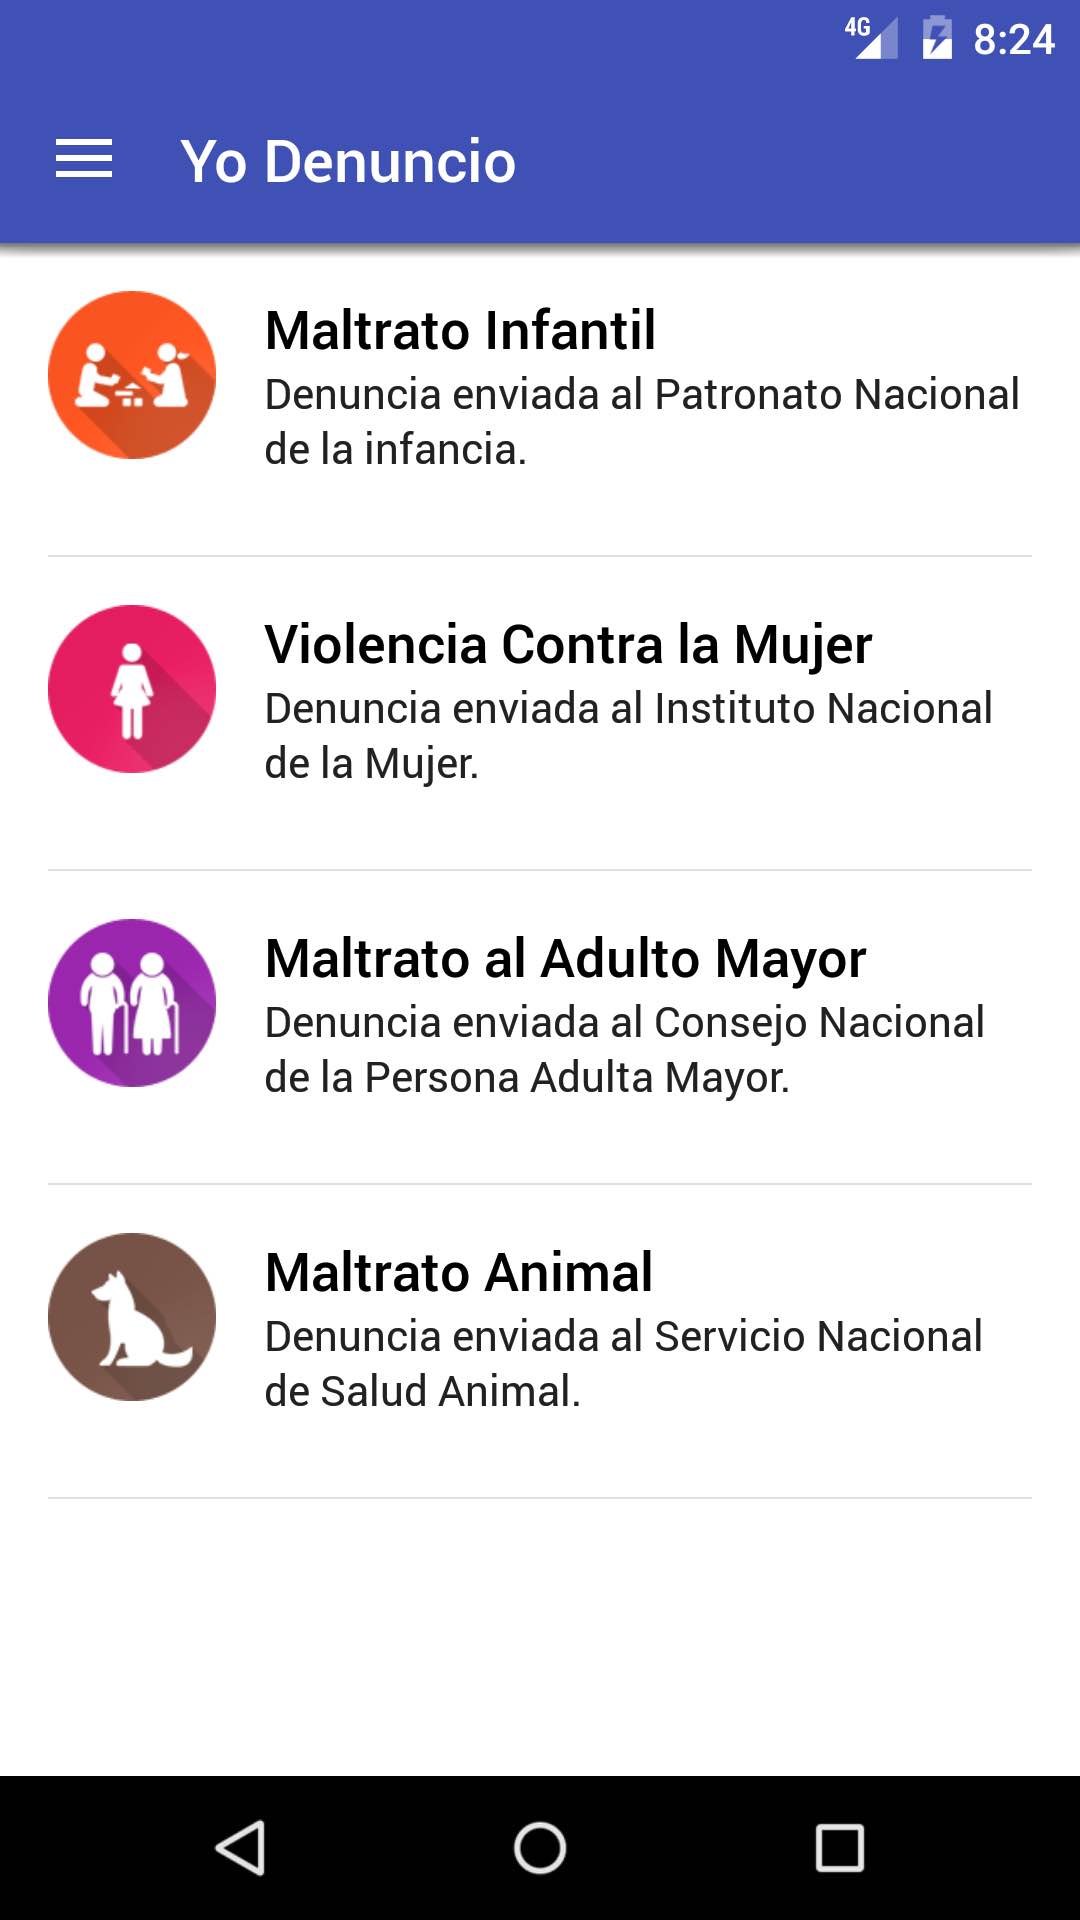 4G 8:24
Yo Denuncio
Maltrato Infantil
Denuncia enviada al Patronato Nacional
de la infancia.
Violencia Contra la Mujer
Denuncia enviada al Instituto Nacional
de la Mujer.
Maltrato al Adulto Mayor
Denuncia enviada al Consejo Nacional
de la Persona Adulta Mayor.
Maltrato Animal
Denuncia enviada al Servicio Nacional
de Salud Animal.